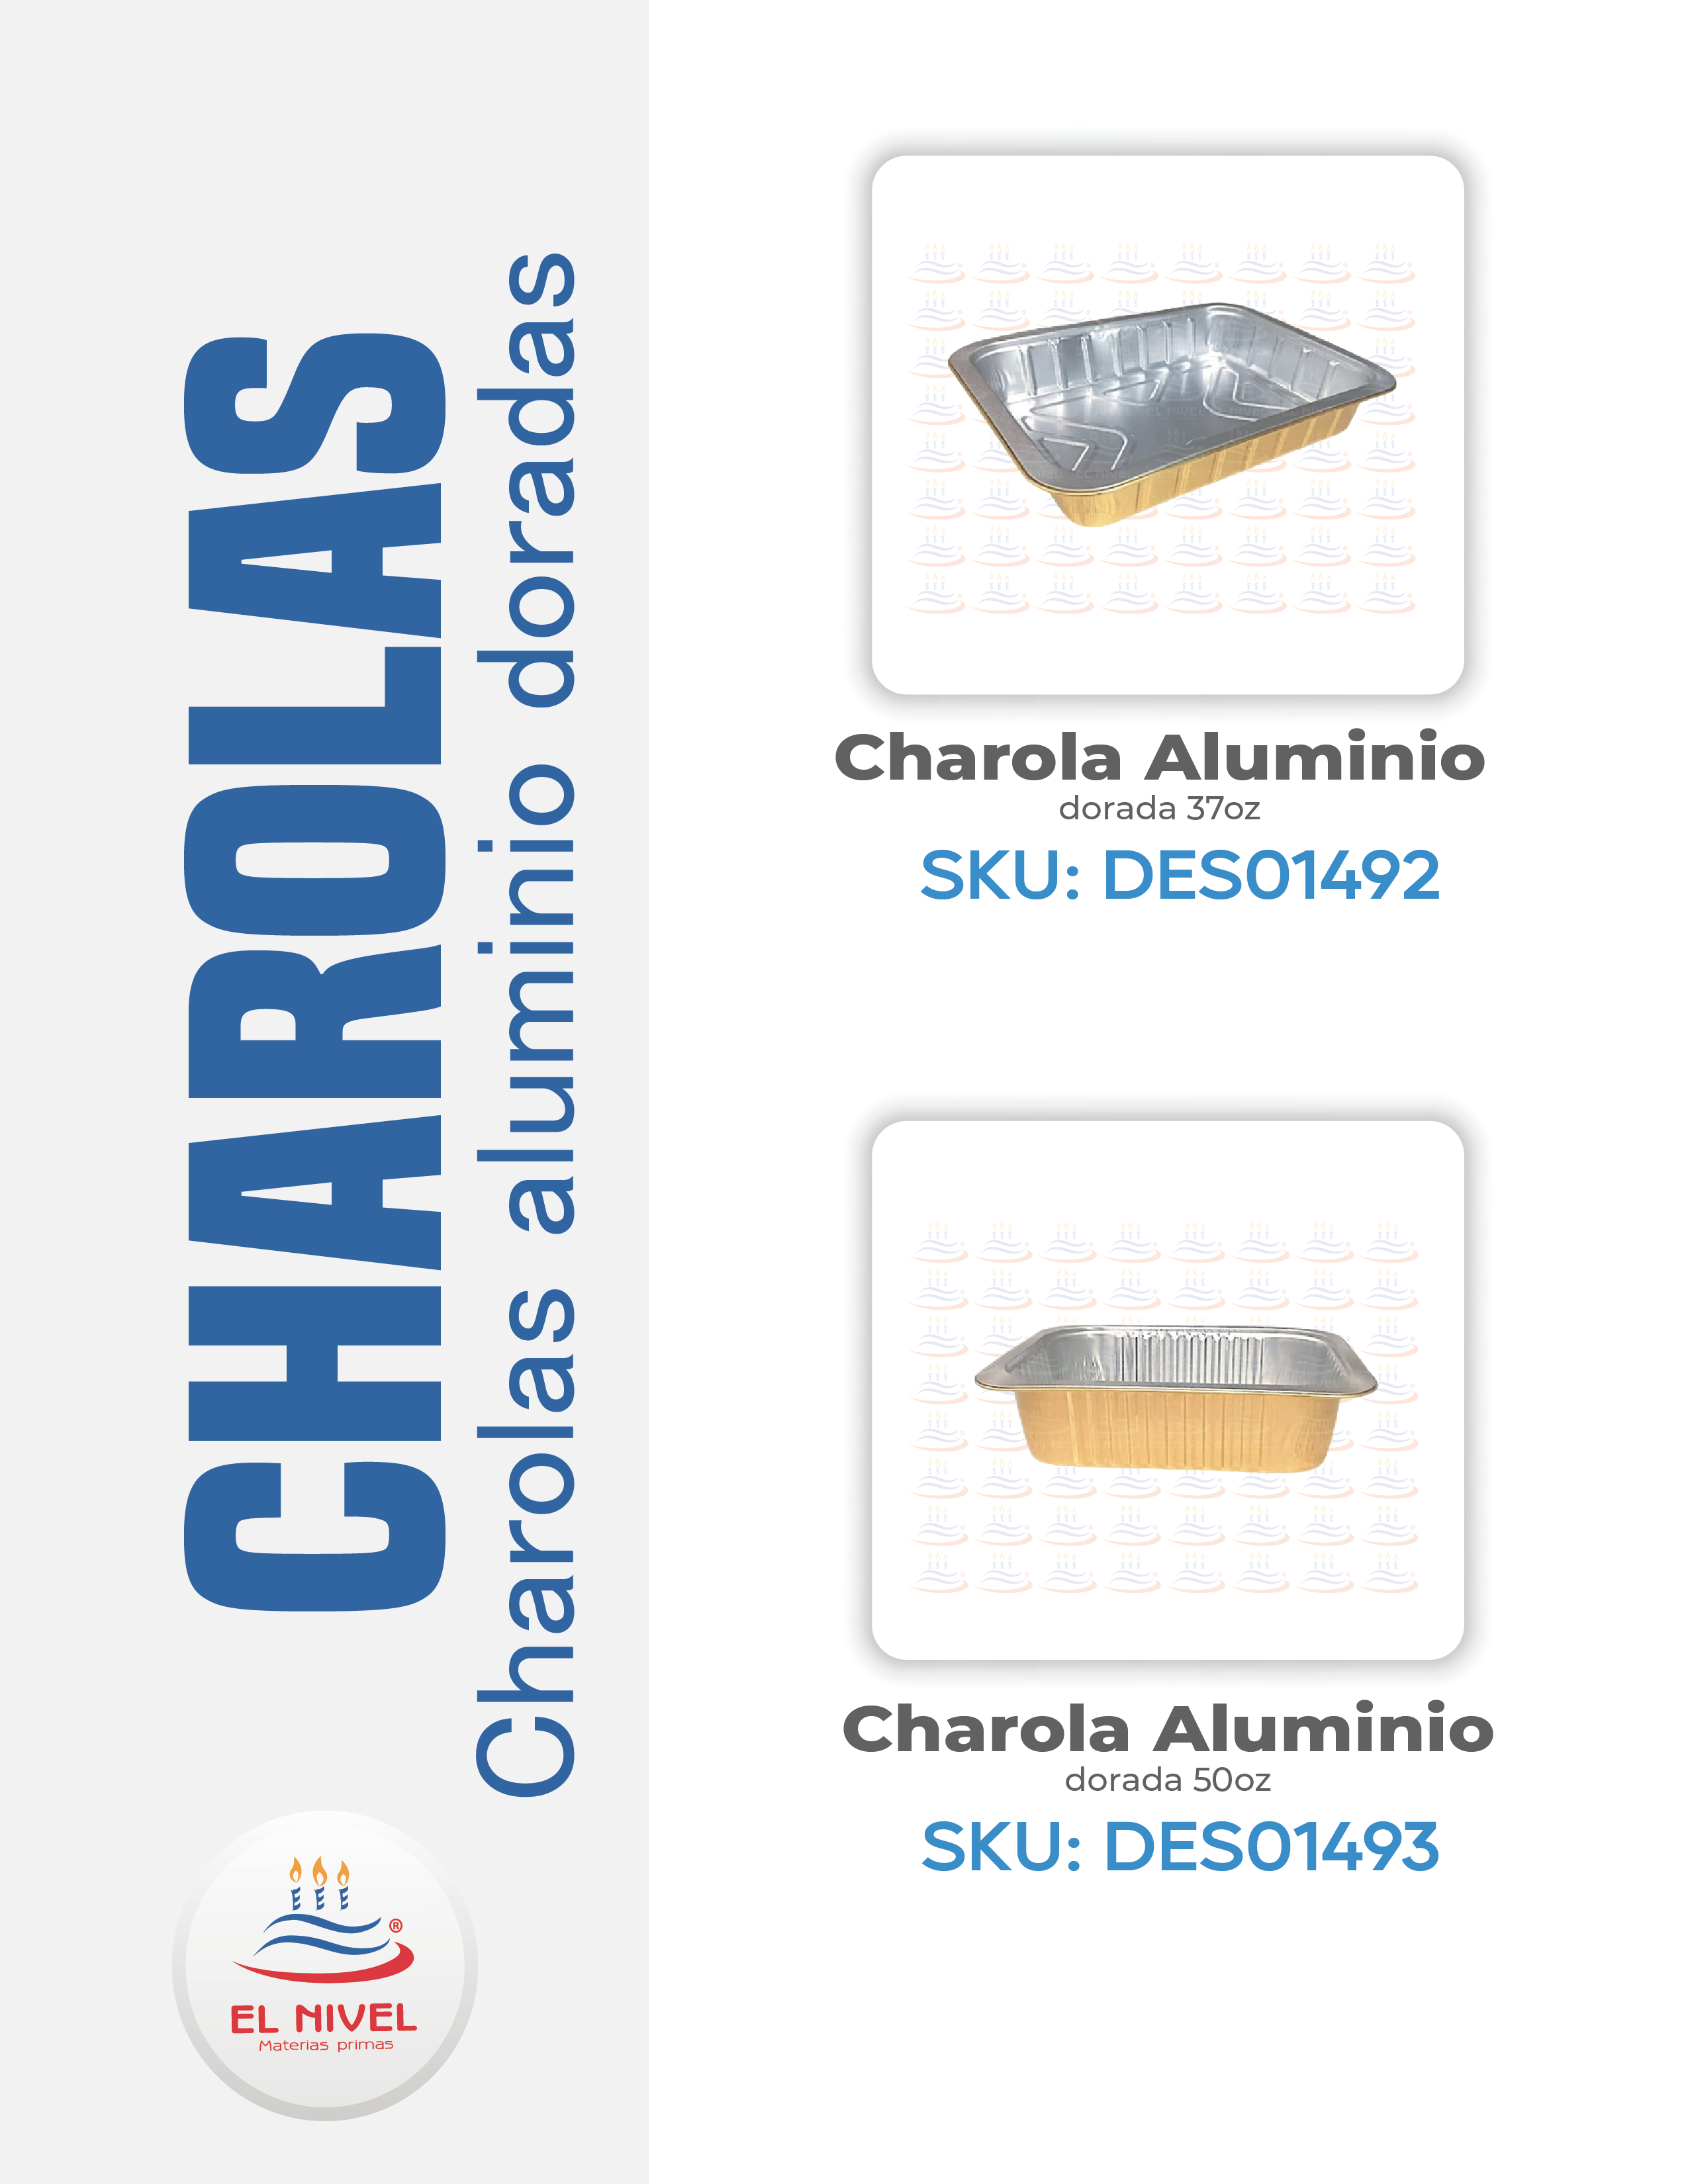 CHAROLAS
Charolas aluminio doradas
Charola Aluminio
dorada 37oz
SKU: DES01492
Charola Aluminio
dorada 50oz
SKU: DES01493
®
EL NIVEL
Materias primas